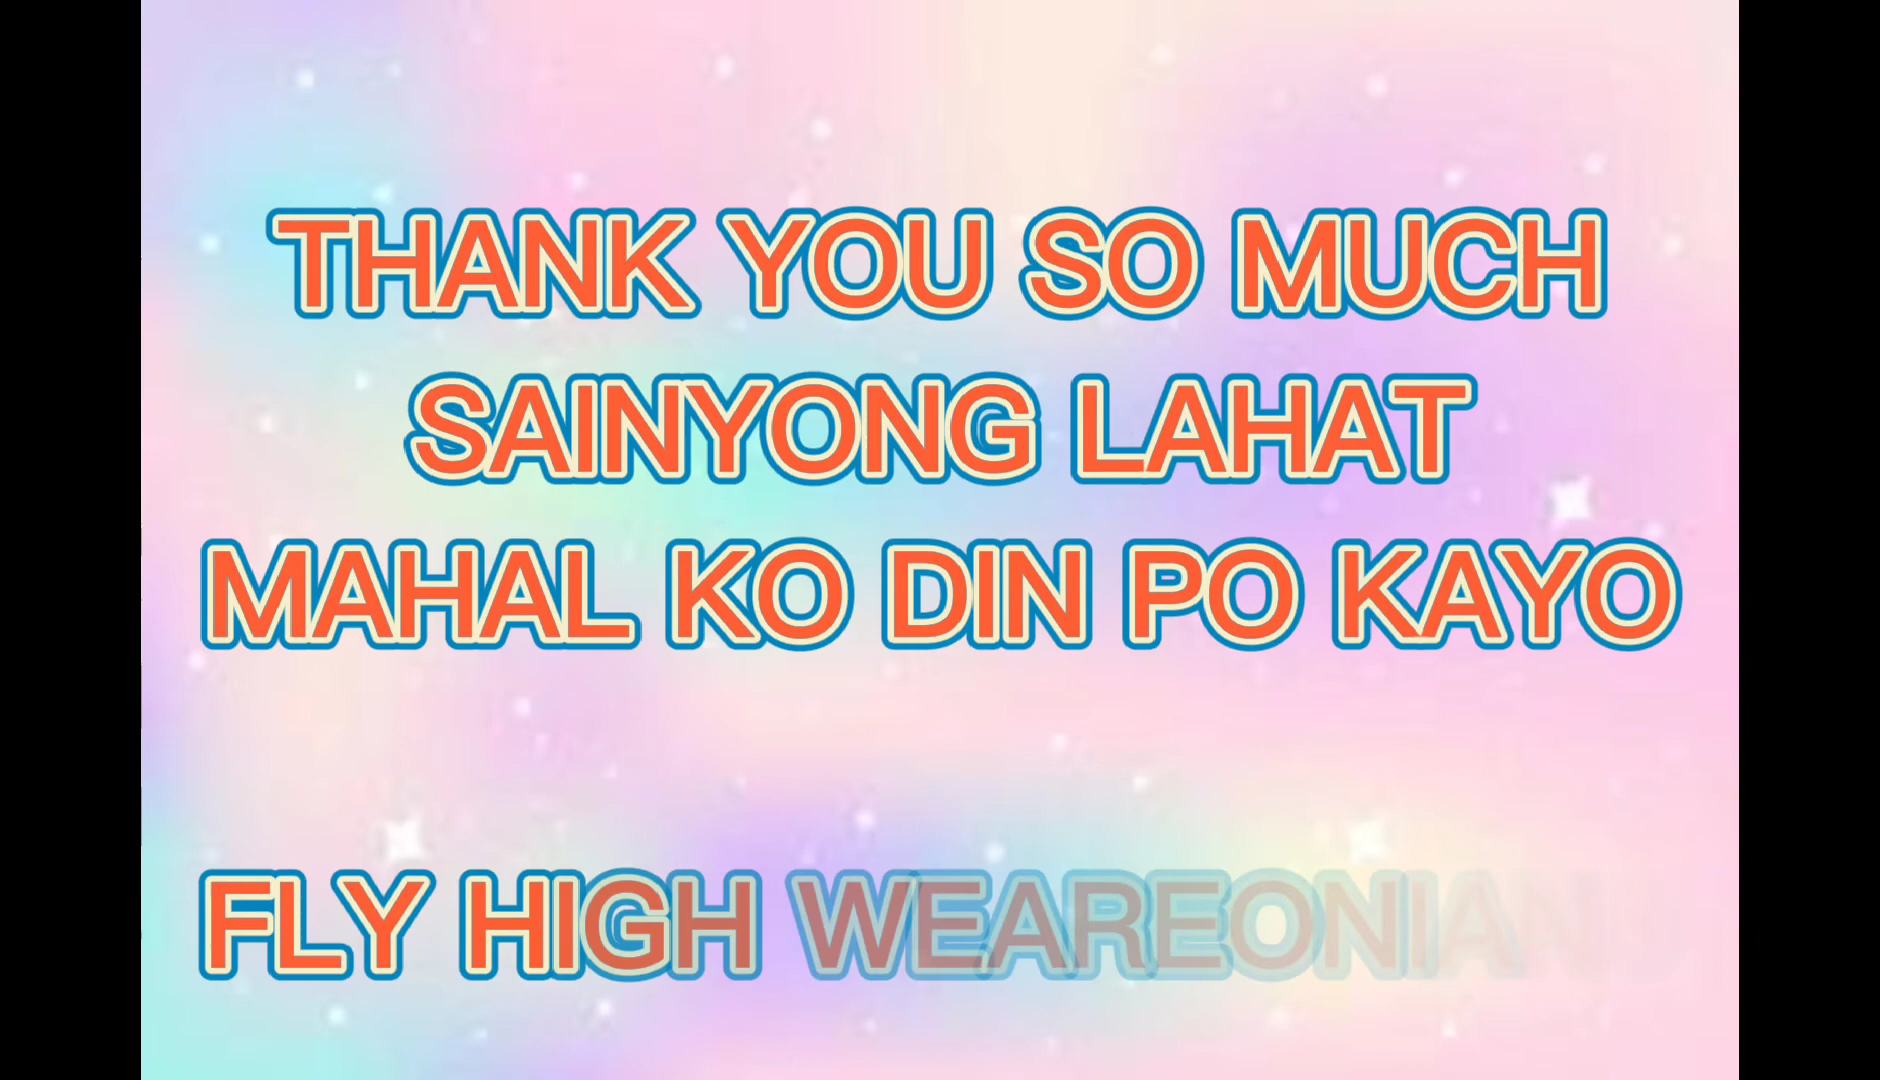 THANK YOU SO MUCH
SAINYONG LAHAT
MAHAL KO DIN PO KAYO
FLY HIGH WEAREONIAN